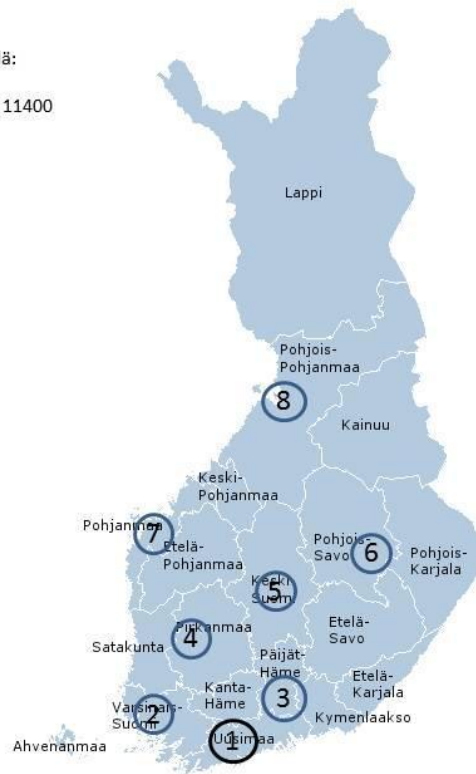 ä:
11400
Lappi
Pohjois-
Pohjanmaa
8
Kainuu
Keski-
Pohjanmaa
Pohjanmaa
7
Etelä-
Pohjanmaa
Pohjois-
Savo
6
Pohjois-
Karjala
Keski-
Suomi
5
Pirkanmaa
4
Etelä-
Savo
Satakunta
Päijät-
Häme
Kanta-
Häme
3
Etelä-
Karjala
Varsinais-
Suomi
2
Kymenlaakso
Uusimaa
1
Ahvenanmaa